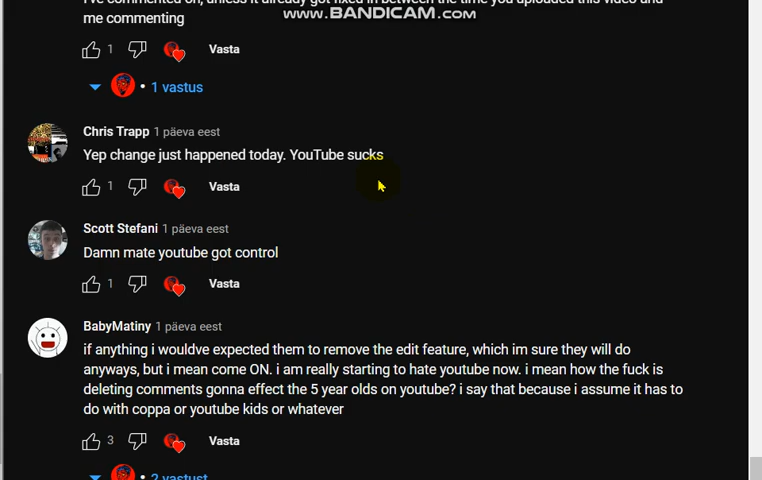 I've commented on, unless it already got fixed in between the time you uploaded this video and
www.BANDICAM.com
me commenting
1
Vasta
• 1 vastus
Chris Trapp 1 päeva eest
Yep change just happened today. YouTube sucks
1
Vasta
Scott Stefani 1 päeva eest
Damn mate youtube got control
1
Vasta
BabyMatiny 1 päeva eest
if anything i wouldve expected them to remove the edit feature, which im sure they will do
anyways, but i mean come ON. i am really starting to hate youtube now. i mean how the fuck is
deleting comments gonna effect the 5 year olds on youtube? i say that because i assume it has to
do with coppa or youtube kids or whatever
3
Vasta
• 2 vastust